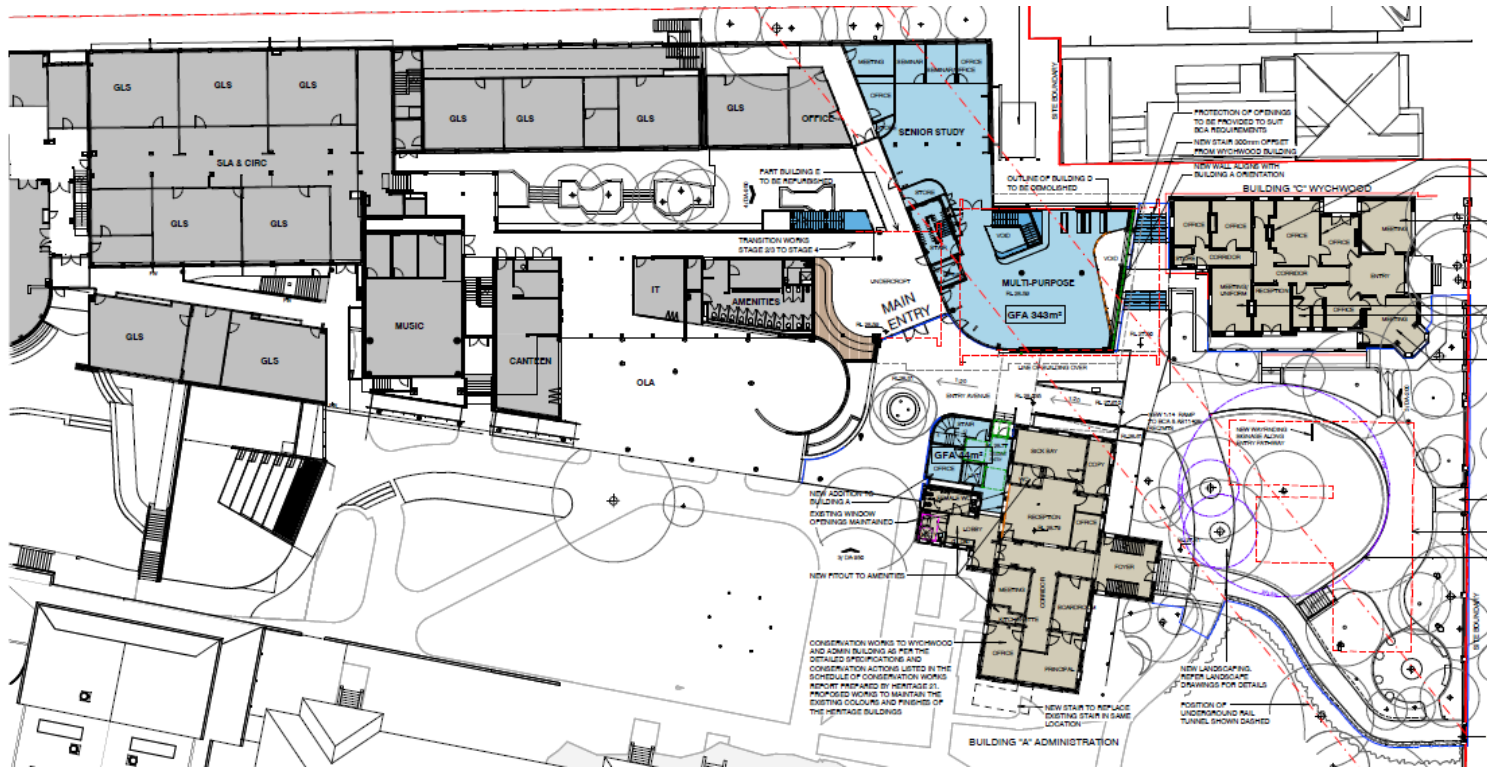 GLS
GLS
GLS
SLA & CIRC
GLS
GLS
GLS
GLS
MUSIC
CANTEEN
GLS
GLS
GLS
GLS
OFFICE
IT
AMENITIES
OLA
MEETING
SEMINAR
OFFICE
OFFICE
SENIOR STUDY
STORE
STAIR
PART BUILDING E
TO BE REFURBISHED
TRANSITION WORKS
STAGE 2/3 TO STAGE 4
UNDERCROFT
MAIN
ENTRY
VOID
MULTI-PURPOSE
GFA 343m²
VOID
OUTLINE OF BUILDING D
TO BE DEMOLISHED
LINE OF BUILDING OVER
ENTRY AVENUE
SITE BOUNDARY
PROTECTION OF OPENINGS
TO BE PROVIDED TO SUIT
BCA REQUIREMENTS
NEW STAIR 300mm OFFSET
FROM WYCHWOOD BUILDING
NEW WALL ALIGNS WITH
BUILDING A ORIENTATION
BUILDING "C" WYCHWOOD
OFFICE
OFFICE
OFFICE
OFFICE
MEETING
STORE
CORRIDOR
CORRIDOR
ENTRY
MEETING/
UNIFORM
RECEPTION
OFFICE
MEETING
NEW WAYFINDING
SIGNAGE ALONG
ENTRY PATHWAY
STAIR
GFA 44m²
OFFICE
SICK BAY
COPY
RECEPTION
OFFICE
LOBBY
FOYER
MEETING
CORRIDOR
BOARDROOM
OFFICE
PRINCIPAL
NEW ADDITION TO
BUILDING A
EXISTING WINDOW
OPENINGS MAINTAINED
NEW FITOUT TO AMENITIES
CONSERVATION WORKS TO WYCHWOOD
AND ADMIN BUILDING AS PER THE
DETAILED SPECIFICATIONS AND
CONSERVATION ACTIONS LISTED IN THE
SCHEDULE OF CONSERVATION WORKS
REPORT PREPARED BY HERITAGE 21.
PROPOSED WORKS TO MAINTAIN THE
EXISTING COLOURS AND FINISHES OF
THE HERITAGE BUILDINGS
NEW STAIR TO REPLACE
EXISTING STAIR IN SAME
LOCATION
BUILDING "A" ADMINISTRATION
NEW LANDSCAPING.
REFER LANDSCAPE
DRAWINGS FOR DETAILS
POSITION OF
UNDERGROUND RAIL
TUNNEL SHOWN DASHED
SITE BOUNDARY